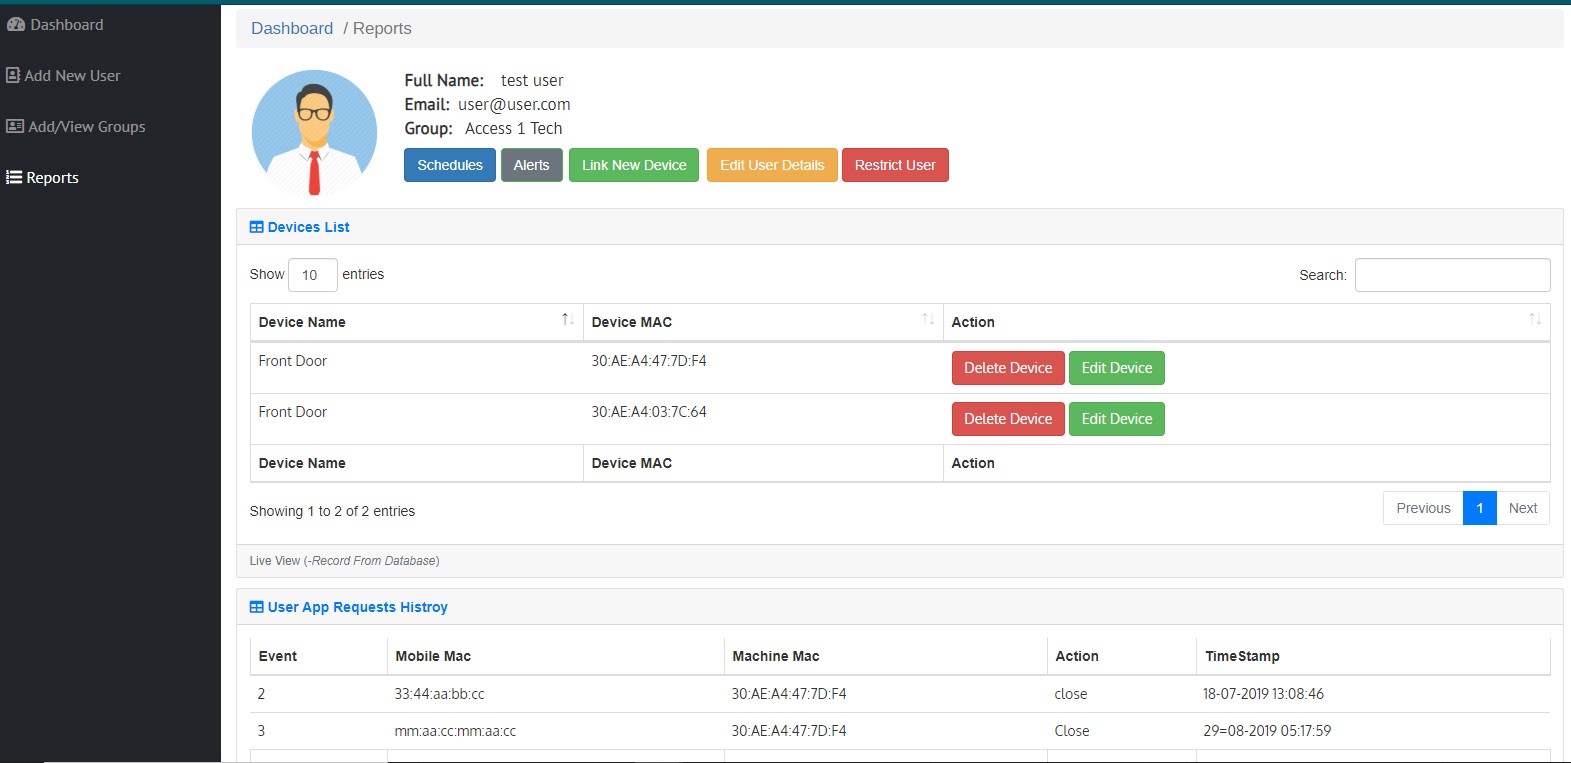 Dashboard
Add New User
Add/View Groups
Reports
Dashboard / Reports
Full Name: test user
Email: user@user.com
Group: Access 1 Tech
Schedules Alerts Link New Device Edit User Details Restrict User
Devices List
Show 10 entries Search:
Device Name Device MAC Action
Front Door 30:AE:A4:47:7D:F4 Delete Device Edit Device
Front Door 30:AE:A4:03:7C:64 Delete Device Edit Device
Device Name Device MAC Action
Showing 1 to 2 of 2 entries Previous 1 Next
Live View (-Record From Database)
User App Requests Histroy
Event Mobile Mac Machine Mac Action TimeStamp
2 33:44:aa:bb:cc 30:AE:A4:47:7D:F4 close 18-07-2019 13:08:46
3 mm:aa:cc:mm:aa:cc 30:AE:A4:47:7D:F4 Close 29=08-2019 05:17:59